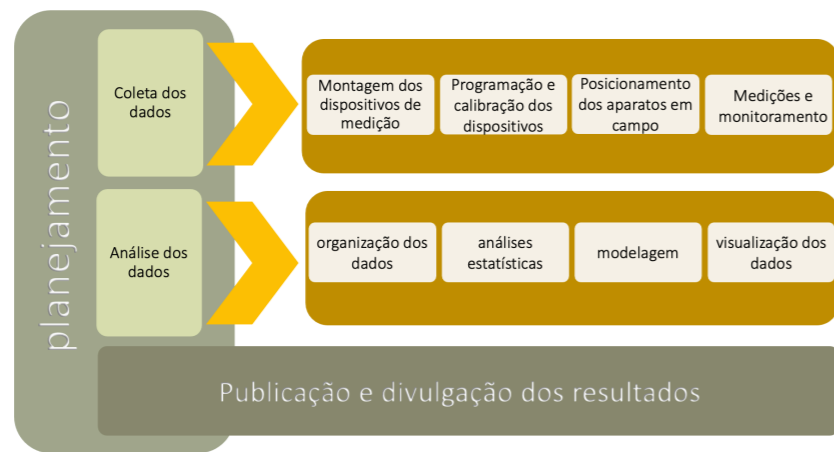 planejamento
Coleta dos
dados
Montagem dos
dispositivos de
medição
Programação e
calibração dos
dispositivos
Posicionamento
dos aparatos em
campo
Medições e
monitoramento
Análise dos
dados
organização dos
dados
análises
estatísticas
modelagem
visualização dos
dados
Publicação e divulgação dos resultados